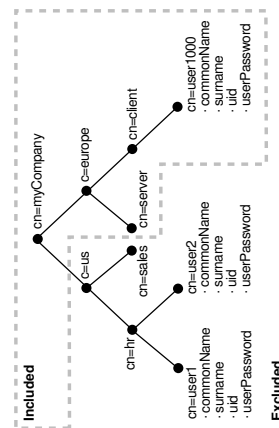 Included
cn=myCompany
c=us
c=europe
cn=hr
cn=sales
cn=server
cn=client
cn=user1
· commonName
· surname
· uid
· userPassword
cn=user2
· commonName
· surname
· uid
· userPassword
cn=user1000
· commonName
· surname
· uid
· userPassword
Excluded